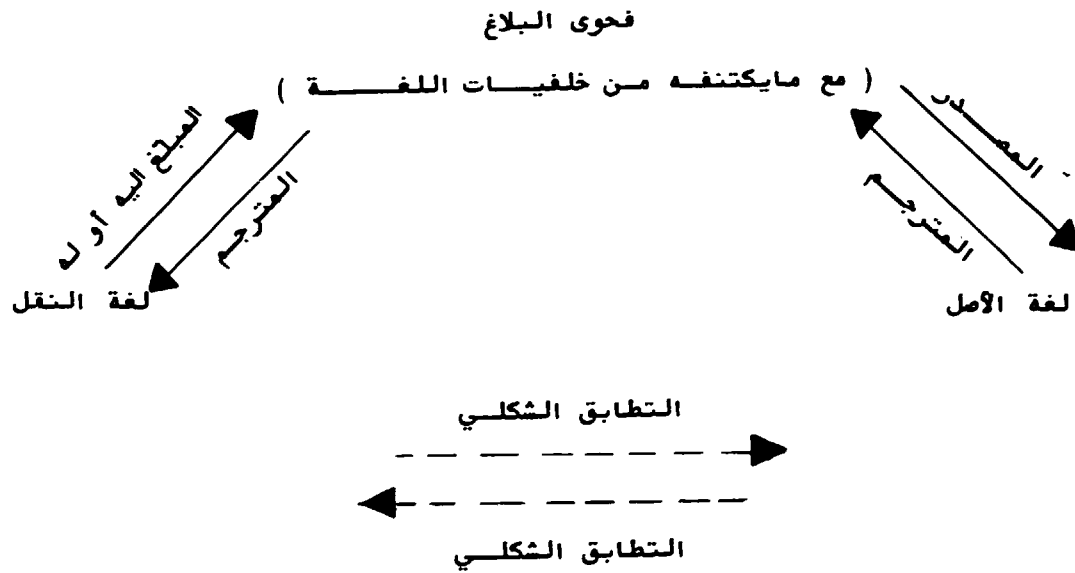 فحوى البلاغ
( مع مايكتنفه من خلفيات اللغة )
المصدر
المترجم
المترجم
المبلغ اليه أو له
لغة الأصل
لغة النقل
التطابق الشكلي
التطابق الشكلي